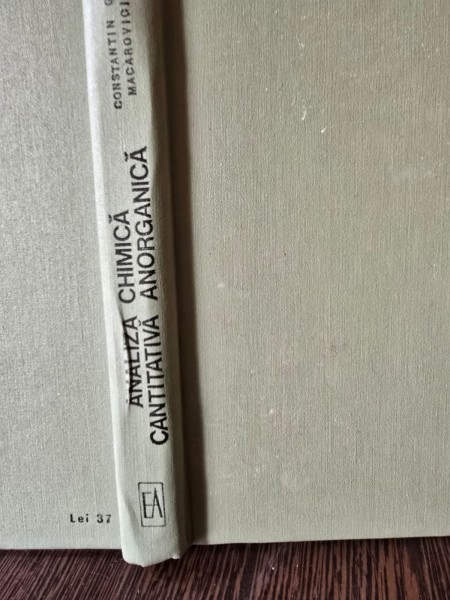 CONSTANTIN G
MACAROVICI
ANALIZA CHIMICĂ
CANTITATIVĂ ANORGANICĂ
EA
Lei 37